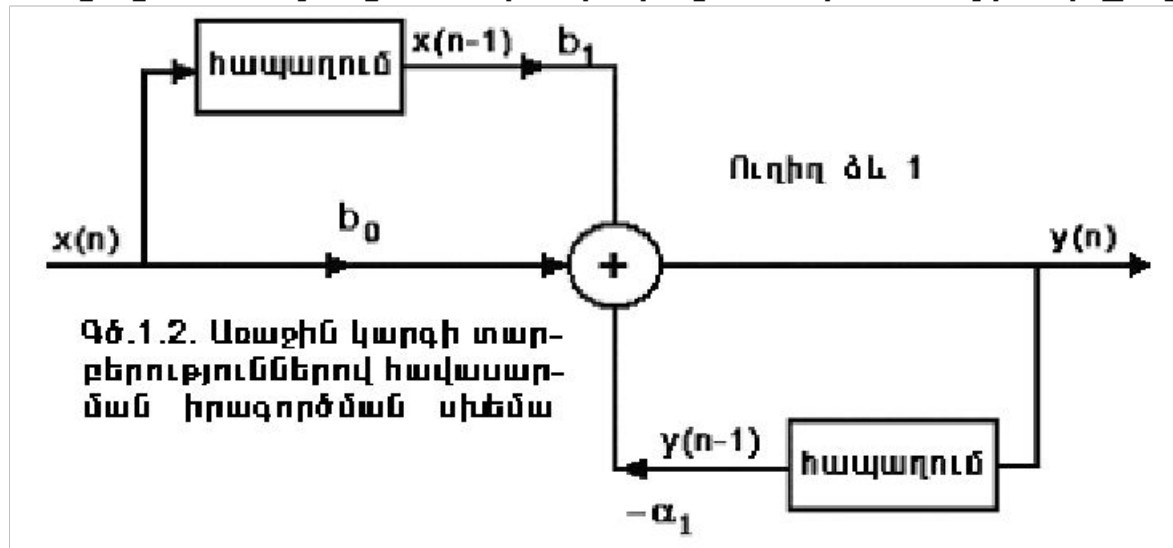 x(n-1)
b₁
հապաղում
Ուղիղ ձև 1
b₀
x(n)
y(n)
+
Գծ.1.2. Առաջին կարգի տար-
բերություններով հավասար-
ման իրագործման սխեմա
y(n-1)
հապաղում
-α₁